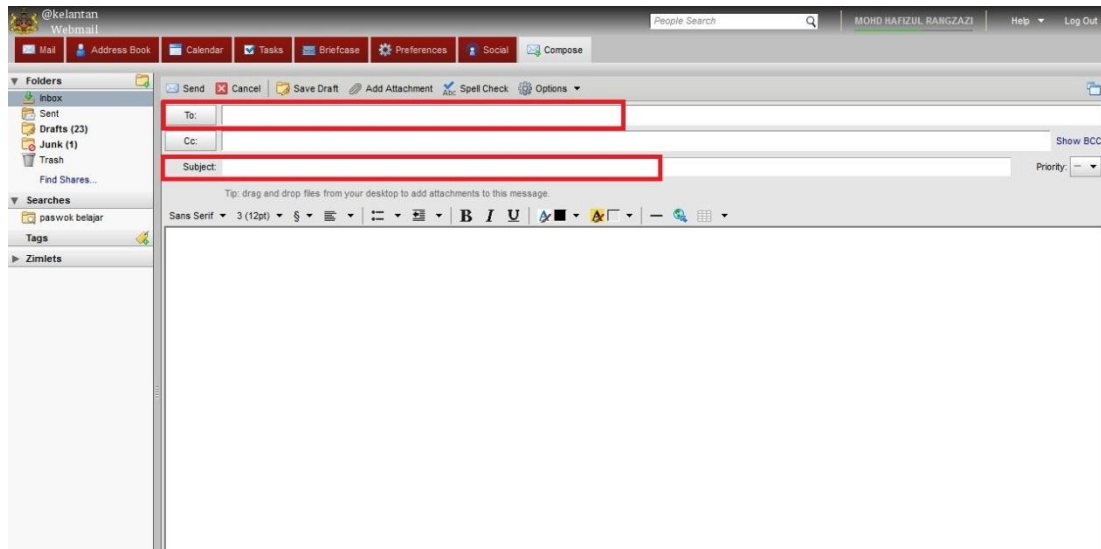 @kelantan
Webmail
People Search
MOHD HAFIZUL RANGZAZI
Help
Log Out
Mail
Address Book
Calendar
Tasks
Briefcase
Preferences
Social
Compose
Folders
Inbox
Sent
Drafts (23)
Junk (1)
Trash
Find Shares...
Searches
paswok belajar
Tags
Zimlets
Send
Cancel
Save Draft
Add Attachment
Abc Spell Check
Options
To:
Cc:
Show BCC
Subject:
Priority:
Tip: drag and drop files from your desktop to add attachments to this message.
Sans Serif 3 (12pt) § B I U